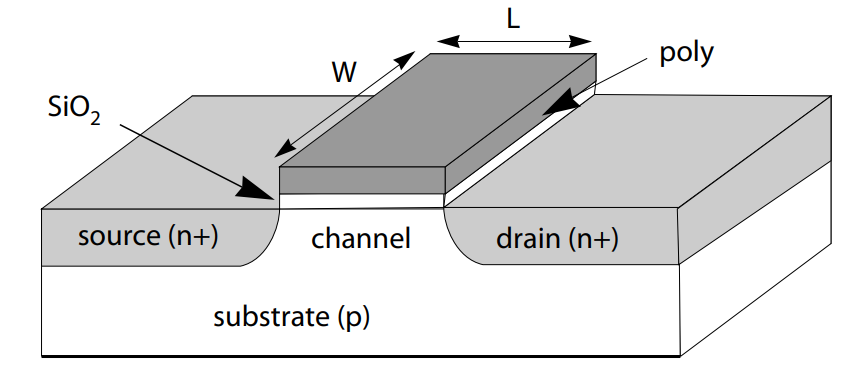 L
W
poly
SiO₂
source (n+)
channel
drain (n+)
substrate (p)